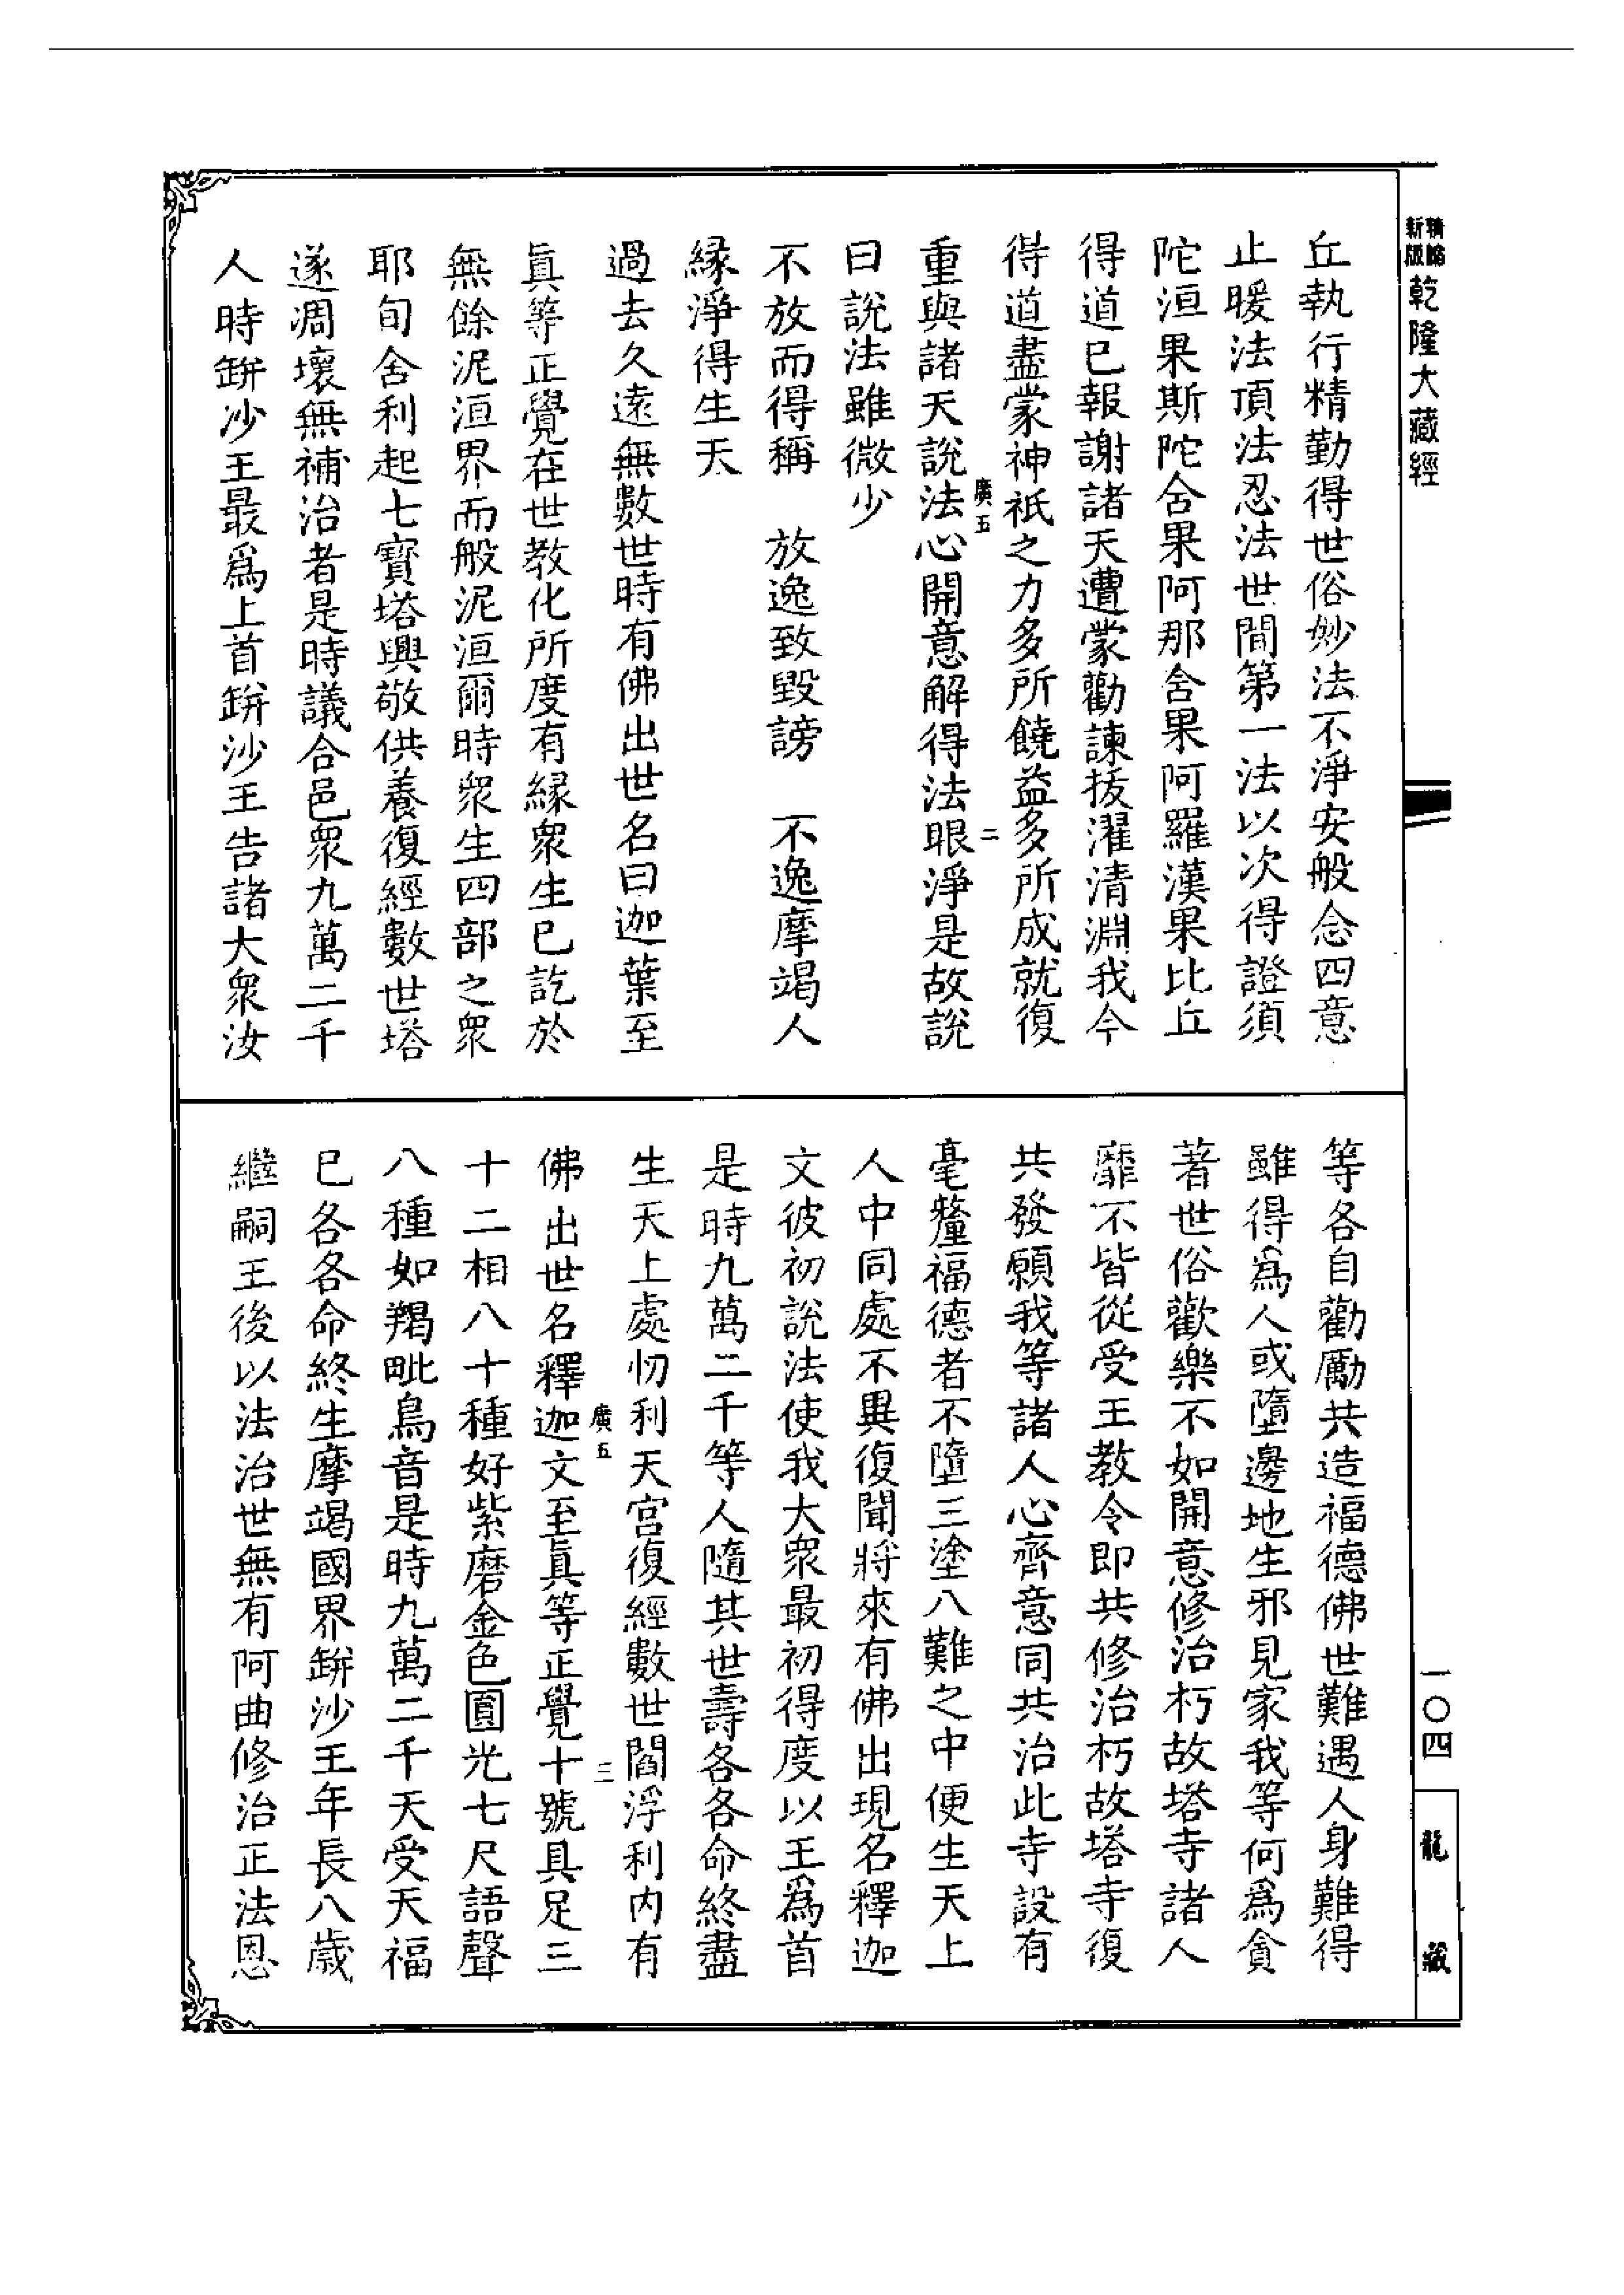 新版 精縮 乾隆大藏經
丘執行精勤得世俗妙法不淨安般念四意
止暖法頂法忍法世間第一法以次得證須
陀洹果斯陀含果阿那含果阿羅漢果比丘
得道已報謝諸天遭蒙勸諫拔濯清淵我今
得道盡蒙神祇之力多所饒益多所成就復
廣五 二
重與諸天說法心開意解得法眼淨是故說
曰說法雖微少
不放而得稱　放逸致毀謗　不逸摩竭人
緣淨得生天
過去久遠無數世時有佛出世名曰迦葉至
眞等正覺在世教化所度有緣衆生已訖於
無餘泥洹界而般泥洹爾時衆生四部之衆
耶旬舍利起七寶塔興敬供養復經數世塔
遂凋壞無補治者是時議合邑衆九萬二千
人時缾沙王最爲上首缾沙王告諸大衆汝
等各自勸勵共造福德佛世難遇人身難得
雖得爲人或墮邊地生邪見家我等何爲貪
著世俗歡樂不如開意修治朽故塔寺諸人
靡不皆從受王教令即共修治朽故塔寺復
共發願我等諸人心齊意同共治此寺設有
毫釐福德者不墮三塗八難之中便生天上
人中同處不異復聞將來有佛出現名釋迦
文彼初說法使我大衆最初得度以王爲首
是時九萬二千等人隨其世壽各各命終盡
生天上處忉利天宮復經數世閻浮利內有
廣五 三
佛出世名釋迦文至眞等正覺十號具足三
十二相八十種好紫磨金色圓光七尺語聲
八種如羯毗鳥音是時九萬二千天受天福
已各各命終生摩竭國界缾沙王年長八歲
繼嗣王後以法治世無有阿曲修治正法恩
一〇四
龍藏